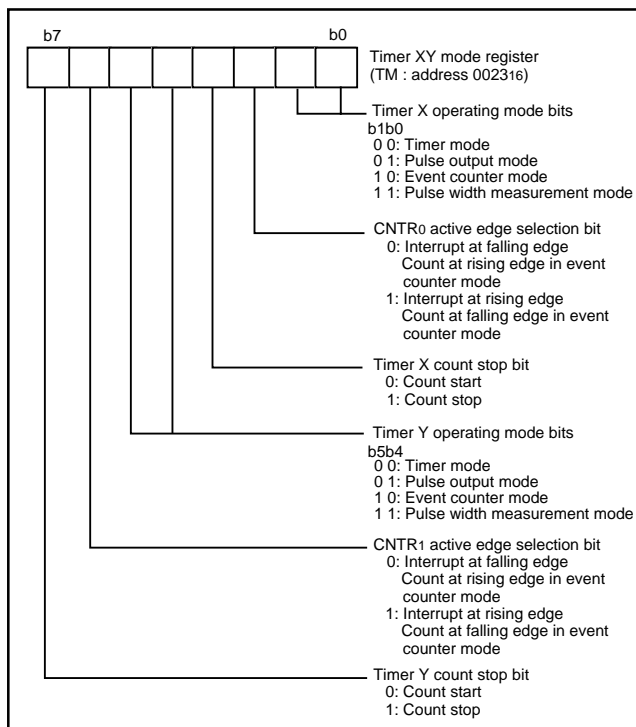 b7 b0
Timer XY mode register
(TM : address 002316)
Timer X operating mode bits
b1b0
0 0: Timer mode
0 1: Pulse output mode
1 0: Event counter mode
1 1: Pulse width measurement mode
CNTR0 active edge selection bit
0: Interrupt at falling edge
Count at rising edge in event
counter mode
1: Interrupt at rising edge
Count at falling edge in event
counter mode
Timer X count stop bit
0: Count start
1: Count stop
Timer Y operating mode bits
b5b4
0 0: Timer mode
0 1: Pulse output mode
1 0: Event counter mode
1 1: Pulse width measurement mode
CNTR1 active edge selection bit
0: Interrupt at falling edge
Count at rising edge in event
counter mode
1: Interrupt at rising edge
Count at falling edge in event
counter mode
Timer Y count stop bit
0: Count start
1: Count stop